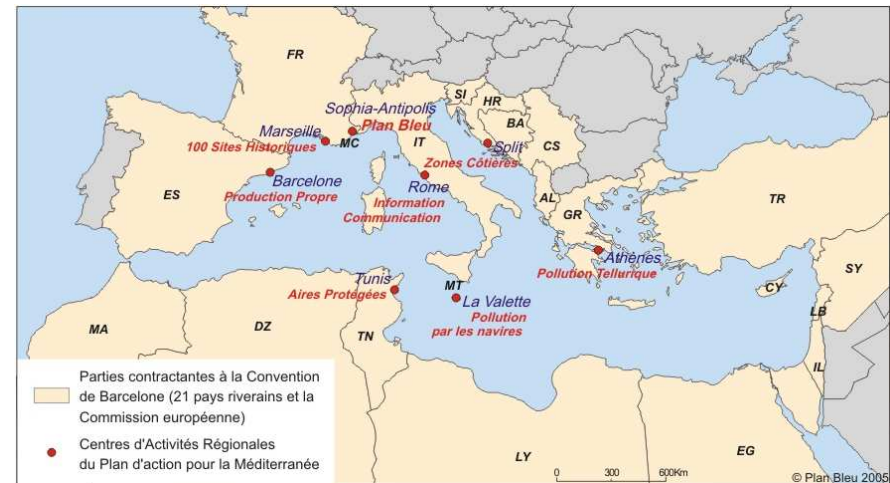 FR
SI
HR
Sophia-Antipolis
BA
Marseille
Plan Bleu
MC
IT
CS
Split
100 Sites Historiques
Zones Côtières
Barcelone
Rome
AL
TR
ES
Production Propre
Information
Communication
GR
Athènes
Pollution Tellurique
SY
Tunis
MT
CY
Aires Protégées
La Valette
LB
Pollution
par les navires
MA
DZ
TN
IL
Parties contractantes à la Convention
de Barcelone (21 pays riverains et la
Commission européenne)
Centres d'Activités Régionales
du Plan d'action pour la Méditerranée
LY
EG
0 300 600Km
© Plan Bleu 2005